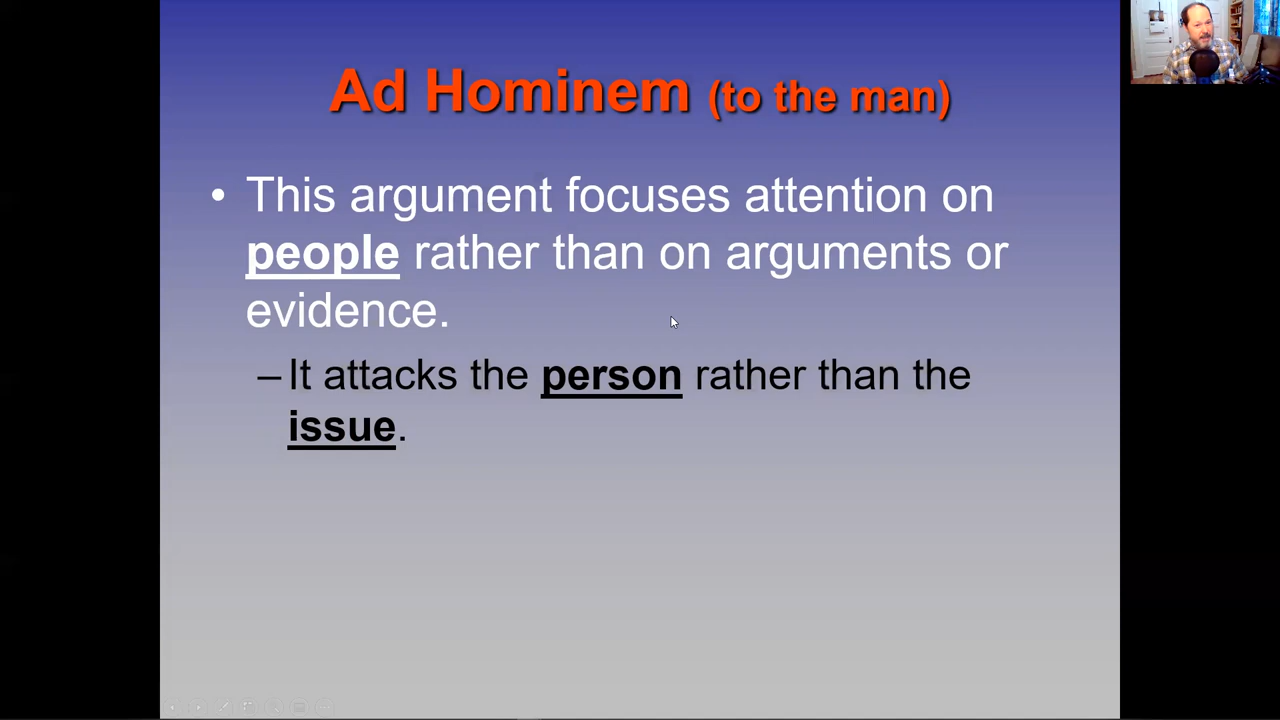 Ad Hominem (to the man)
• This argument focuses attention on
people rather than on arguments or
evidence.
– It attacks the person rather than the
issue.